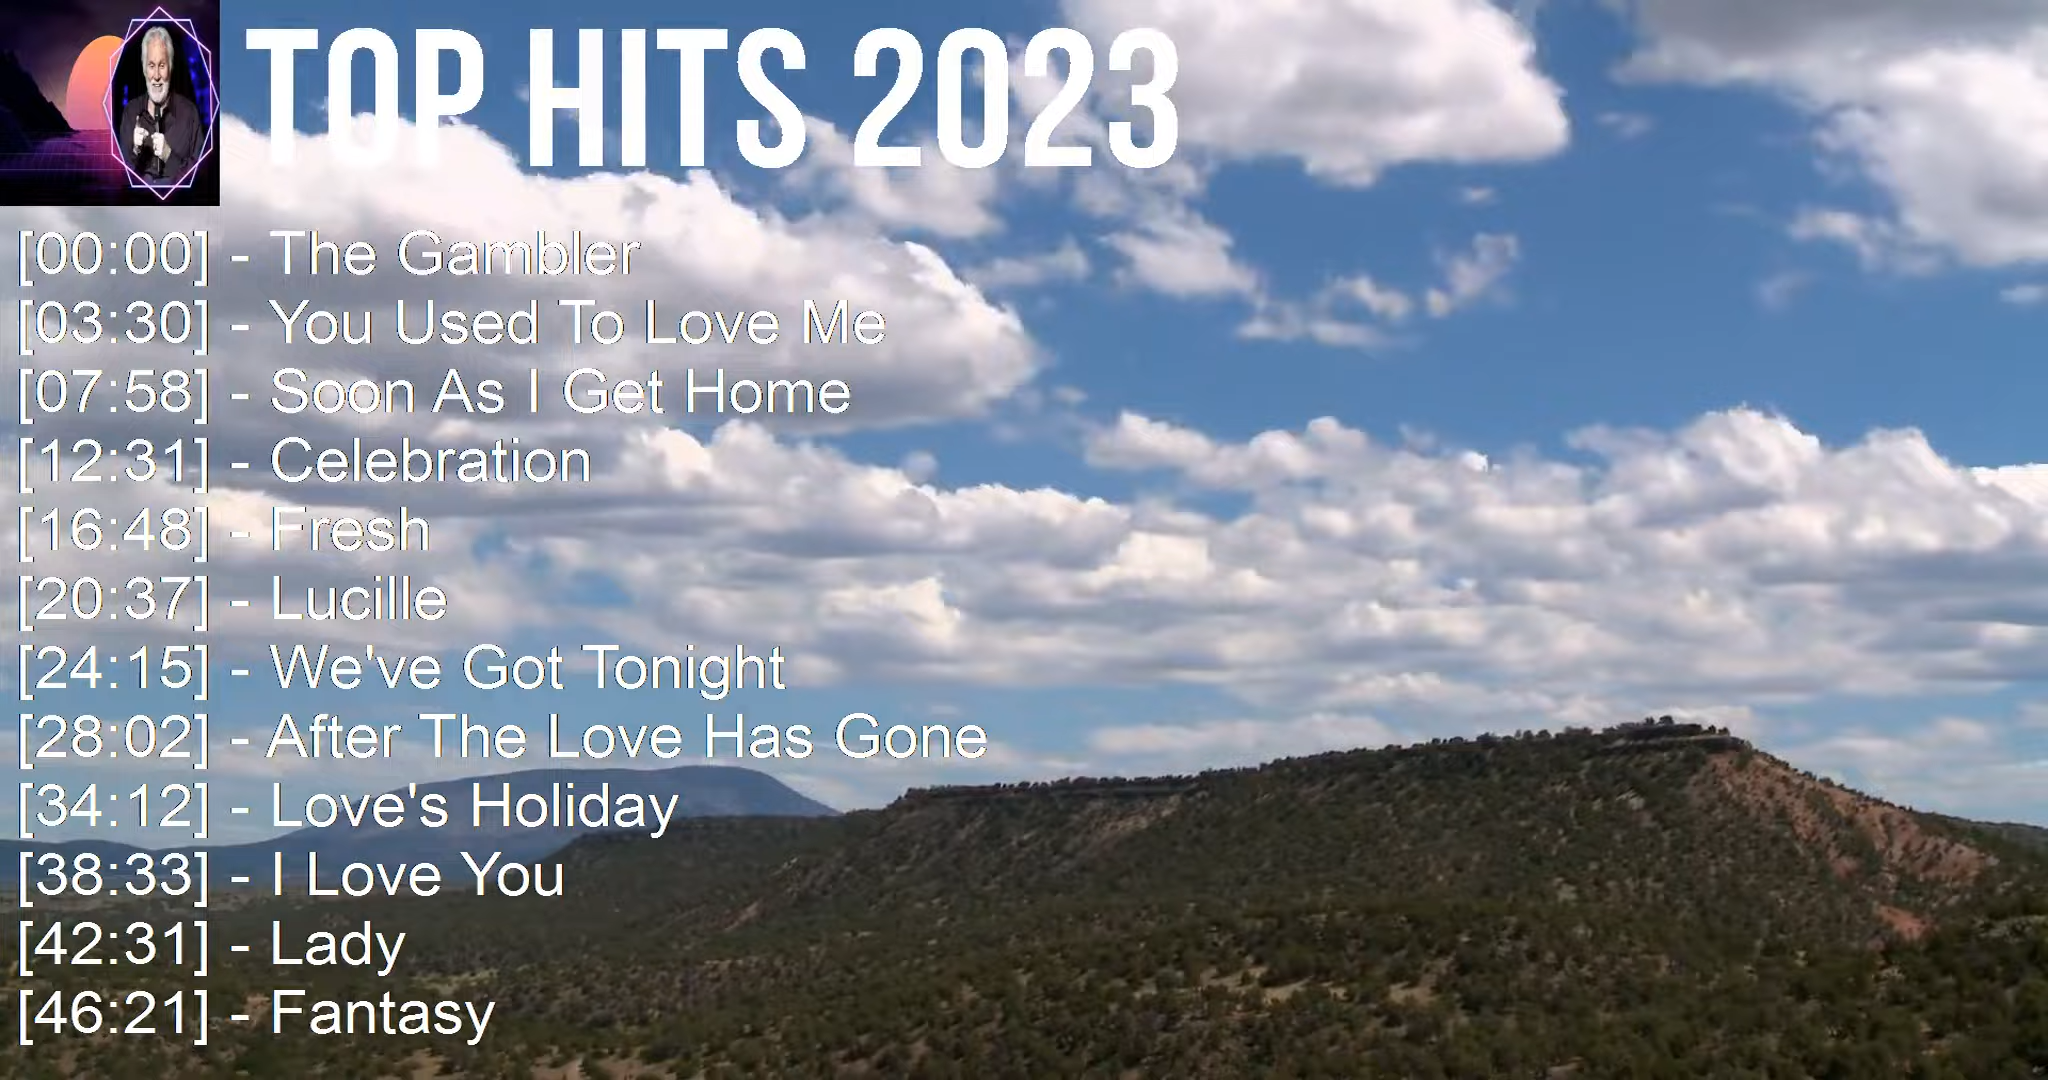 TOP HITS 2023
[00:00] - The Gambler
[03:30] - You Used To Love Me
[07:58] - Soon As I Get Home
[12:31] - Celebration
[16:48] - Fresh
[20:37] - Lucille
[24:15] - We've Got Tonight
[28:02] - After The Love Has Gone
[34:12] - Love's Holiday
[38:33] - I Love You
[42:31] - Lady
[46:21] - Fantasy